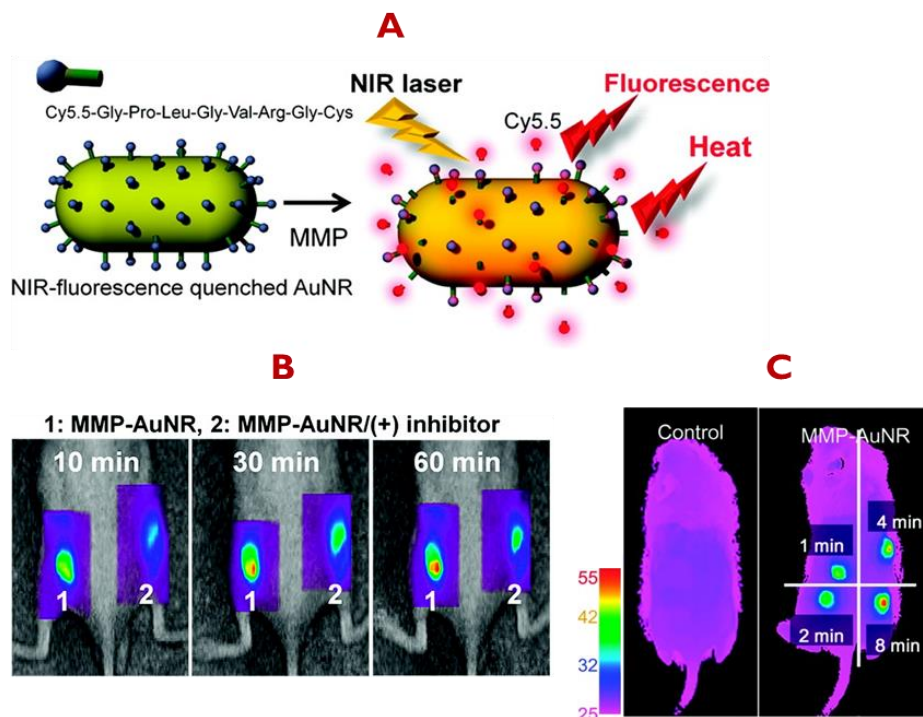 A
NIR laser
Fluorescence
Cy5.5-Gly-Pro-Leu-Gly-Val-Arg-Gly-Cys
Cy5.5
Heat
MMP
NIR-fluorescence quenched AuNR
B
1: MMP-AuNR, 2: MMP-AuNR/(+) inhibitor
10 min
30 min
60 min
1
2
1
2
1
2
C
Control
MMP-AuNR
4 min
1 min
2 min
8 min
55
42
32
25